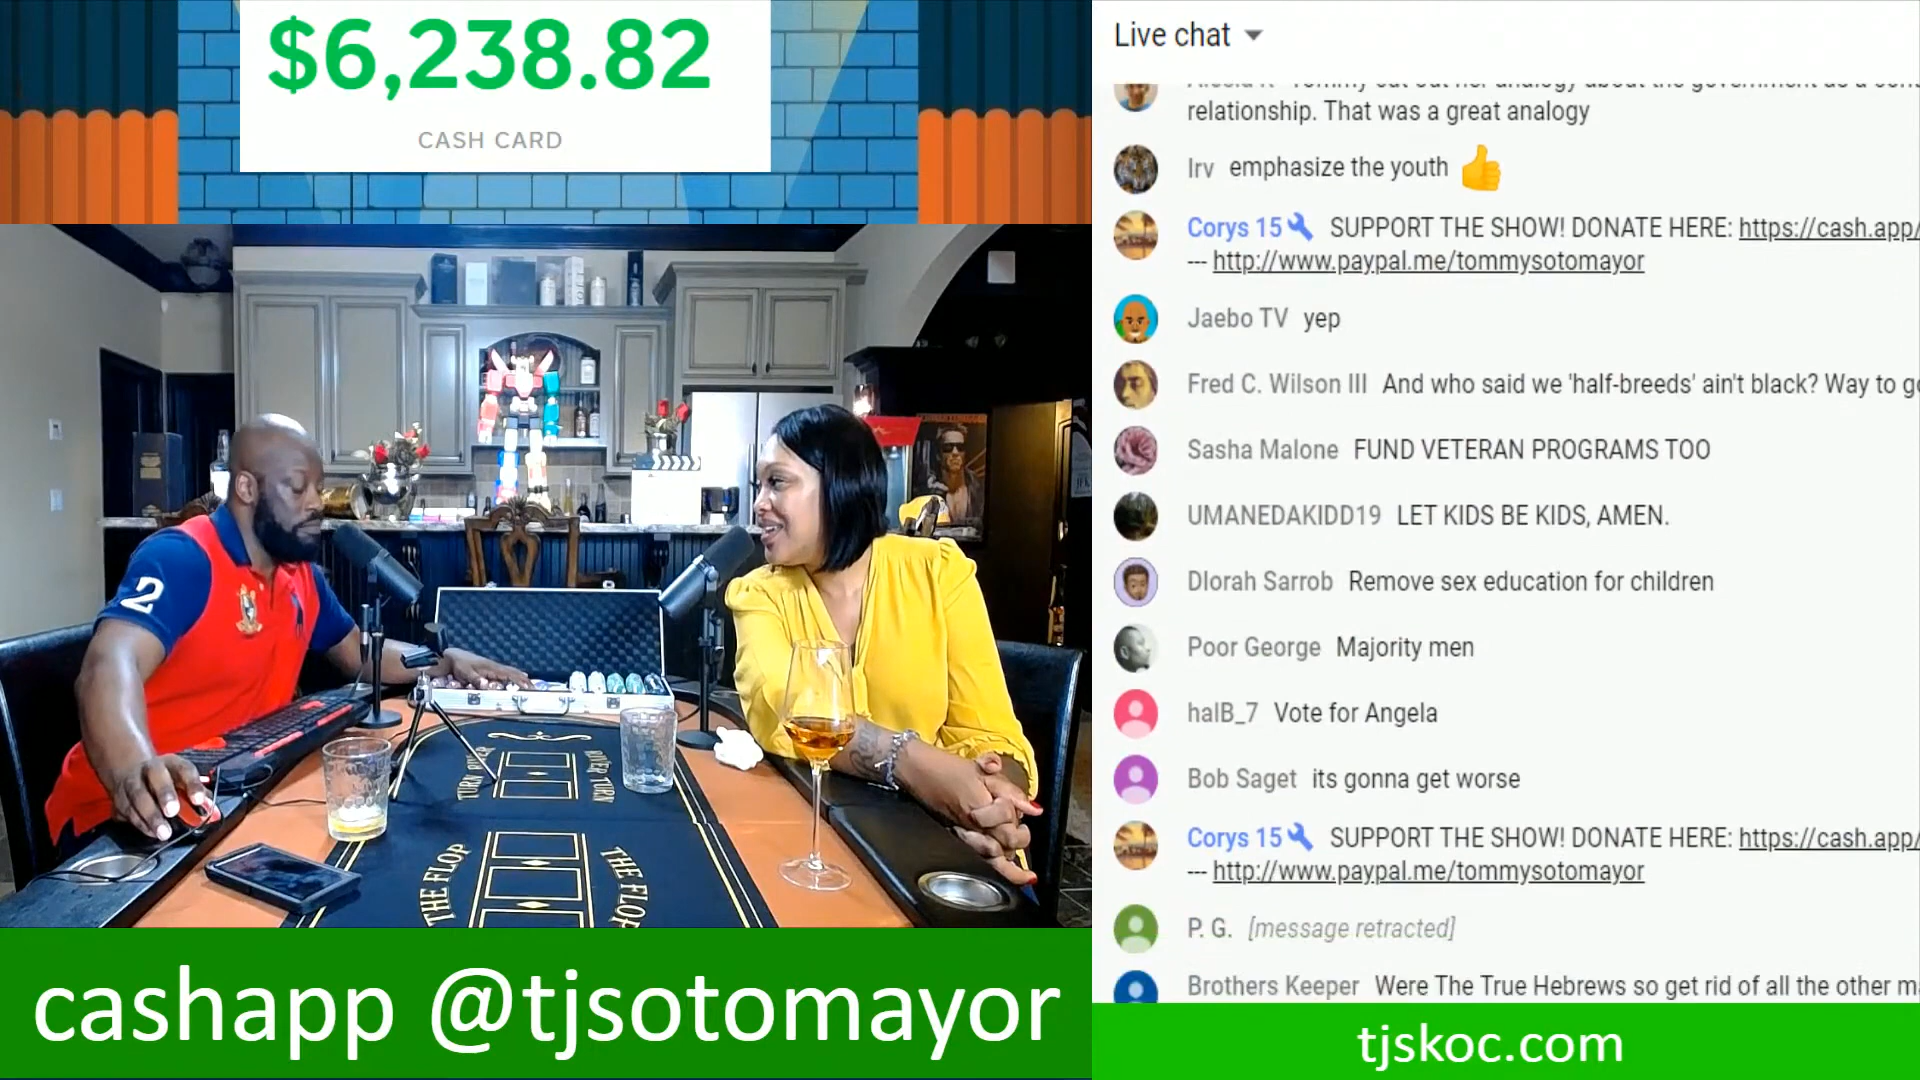 $6,238.82
CASH CARD
2
TURN RIVER
RIVER TURN
THE FLOP
THE FLOP
cashapp @tjsotomayor
Live chat
relationship. That was a great analogy
Irv emphasize the youth
Corys 15 SUPPORT THE SHOW! DONATE HERE: https://cash.app/
--- http://www.paypal.me/tommysotomayor
Jaebo TV yep
Fred C. Wilson III And who said we 'half-breeds' ain't black? Way to go
Sasha Malone FUND VETERAN PROGRAMS TOO
UMANEDAKIDD19 LET KIDS BE KIDS, AMEN.
Dlorah Sarrob Remove sex education for children
Poor George Majority men
halB_7 Vote for Angela
Bob Saget its gonna get worse
Corys 15 SUPPORT THE SHOW! DONATE HERE: https://cash.app/
--- http://www.paypal.me/tommysotomayor
P. G. [message retracted]
Brothers Keeper Were The True Hebrews so get rid of all the other
tjskoc.com